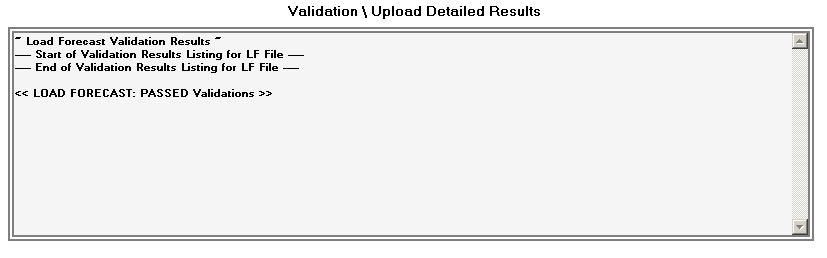 Validation \ Upload Detailed Results
~ Load Forecast Validation Results ~
--- Start of Validation Results Listing for LF File ---
--- End of Validation Results Listing for LF File ---
<< LOAD FORECAST: PASSED Validations >>